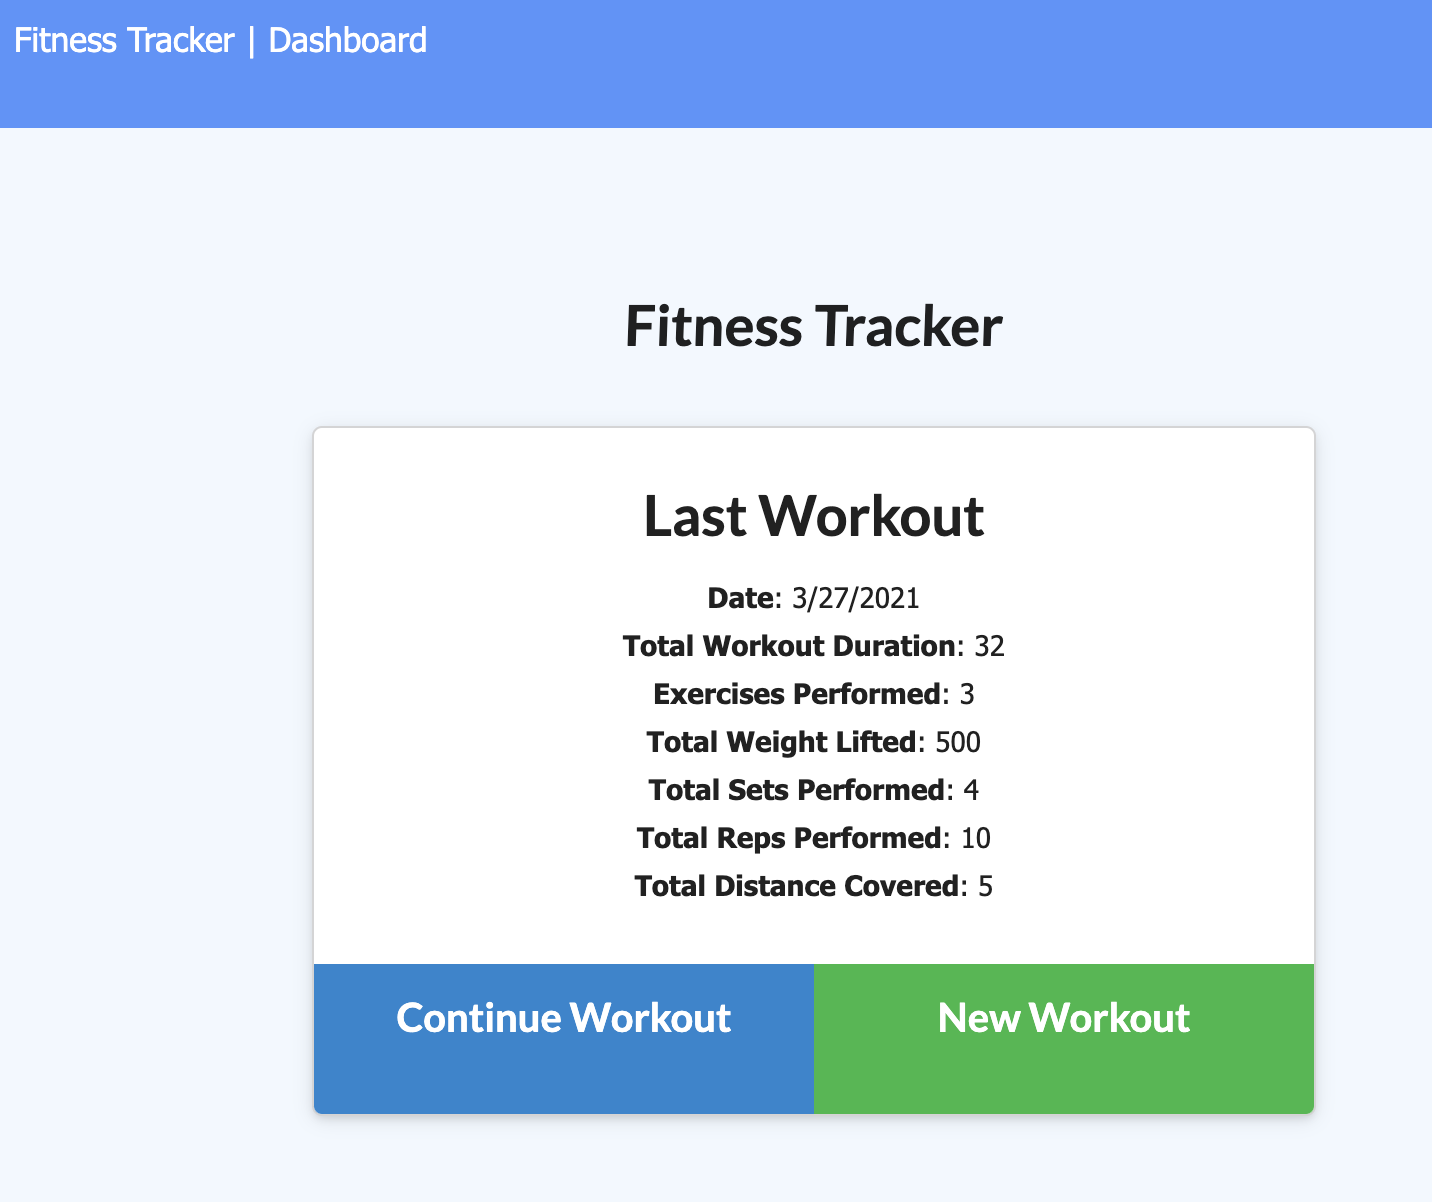 Fitness Tracker | Dashboard
Fitness Tracker
Last Workout
Date: 3/27/2021
Total Workout Duration: 32
Exercises Performed: 3
Total Weight Lifted: 500
Total Sets Performed: 4
Total Reps Performed: 10
Total Distance Covered: 5
Continue Workout
New Workout